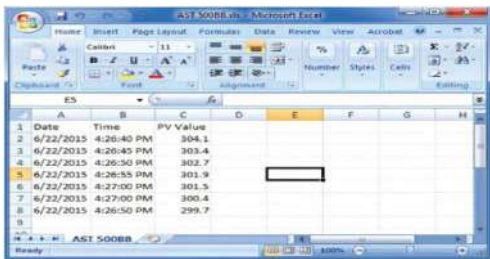 AST 500BB.xls - Microsoft Excel
Home Insert Page Layout Formulas Data Review View Acrobat
Paste
Calibri 11
B I U A A
%
Number Styles Cells
Clipboard Font Alignment Editing
E5 fx
A B C D E F G H
1 Date Time PV Value
2 6/22/2015 4:26:40 PM 304.1
3 6/22/2015 4:26:45 PM 303.4
4 6/22/2015 4:26:50 PM 302.7
5 6/22/2015 4:26:55 PM 301.9
6 6/22/2015 4:27:00 PM 301.5
7 6/22/2015 4:27:00 PM 300.4
8 6/22/2015 4:26:50 PM 299.7
9
AST 500BB
Ready 100%